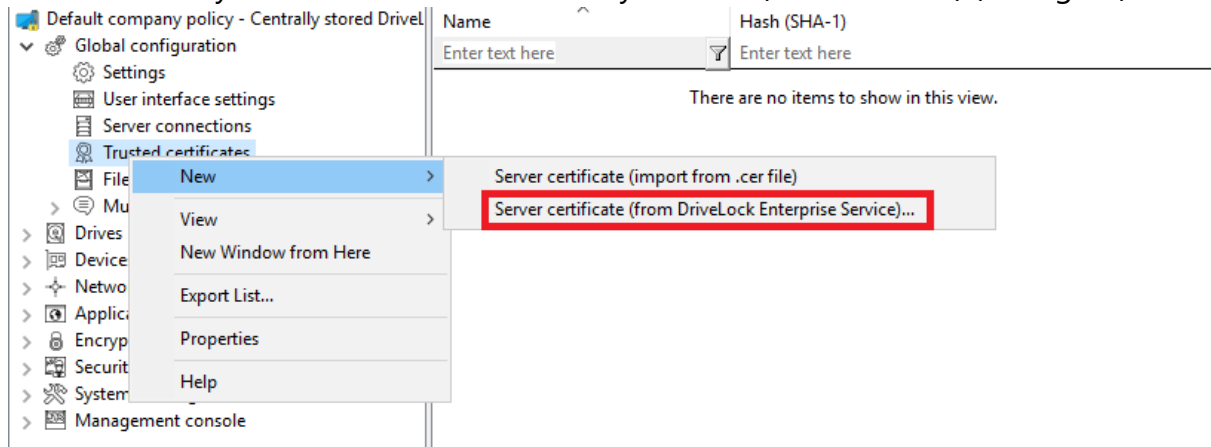 Default company policy - Centrally stored DriveL
Name
Hash (SHA-1)
Global configuration
Enter text here
Enter text here
Settings
There are no items to show in this view.
User interface settings
Server connections
Trusted certificates
File
New
Server certificate (import from .cer file)
Mu
View
Server certificate (from DriveLock Enterprise Service)...
Drives
Device
New Window from Here
Netwo
Export List...
Applic
Encryp
Properties
Securit
Help
System
Management console